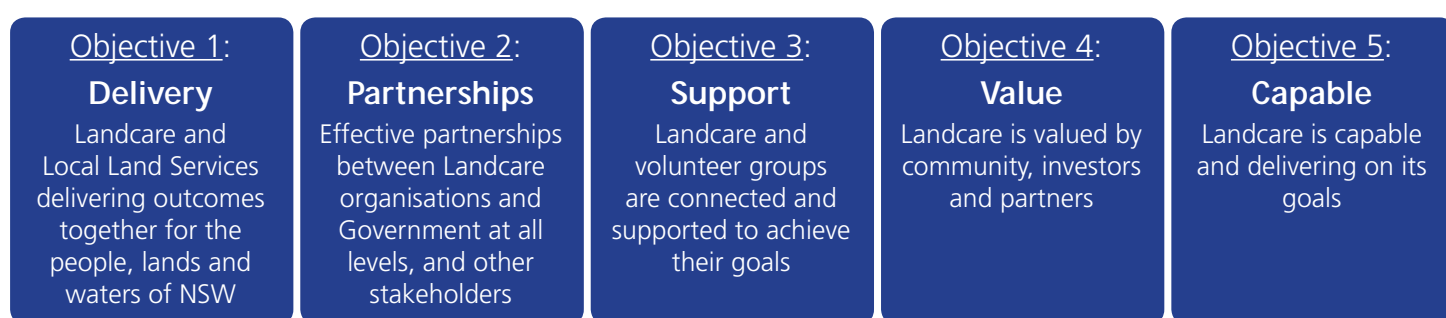 Objective 1:
Delivery
Landcare and
Local Land Services
delivering outcomes
together for the
people, lands and
waters of NSW
Objective 2:
Partnerships
Effective partnerships
between Landcare
organisations and
Government at all
levels, and other
stakeholders
Objective 3:
Support
Landcare and
volunteer groups
are connected and
supported to achieve
their goals
Objective 4:
Value
Landcare is valued by
community, investors
and partners
Objective 5:
Capable
Landcare is capable
and delivering on its
goals